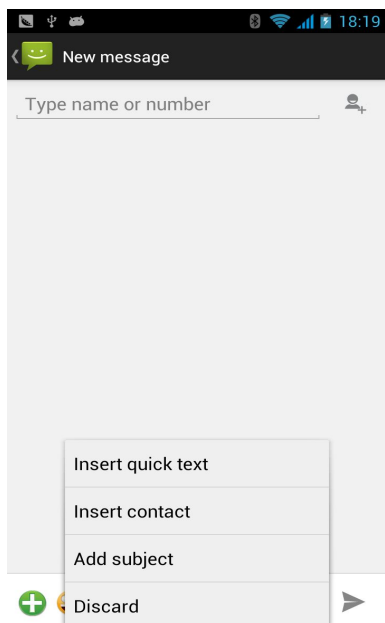 18:19
New message
Type name or number
Insert quick text
Insert contact
Add subject
Discard